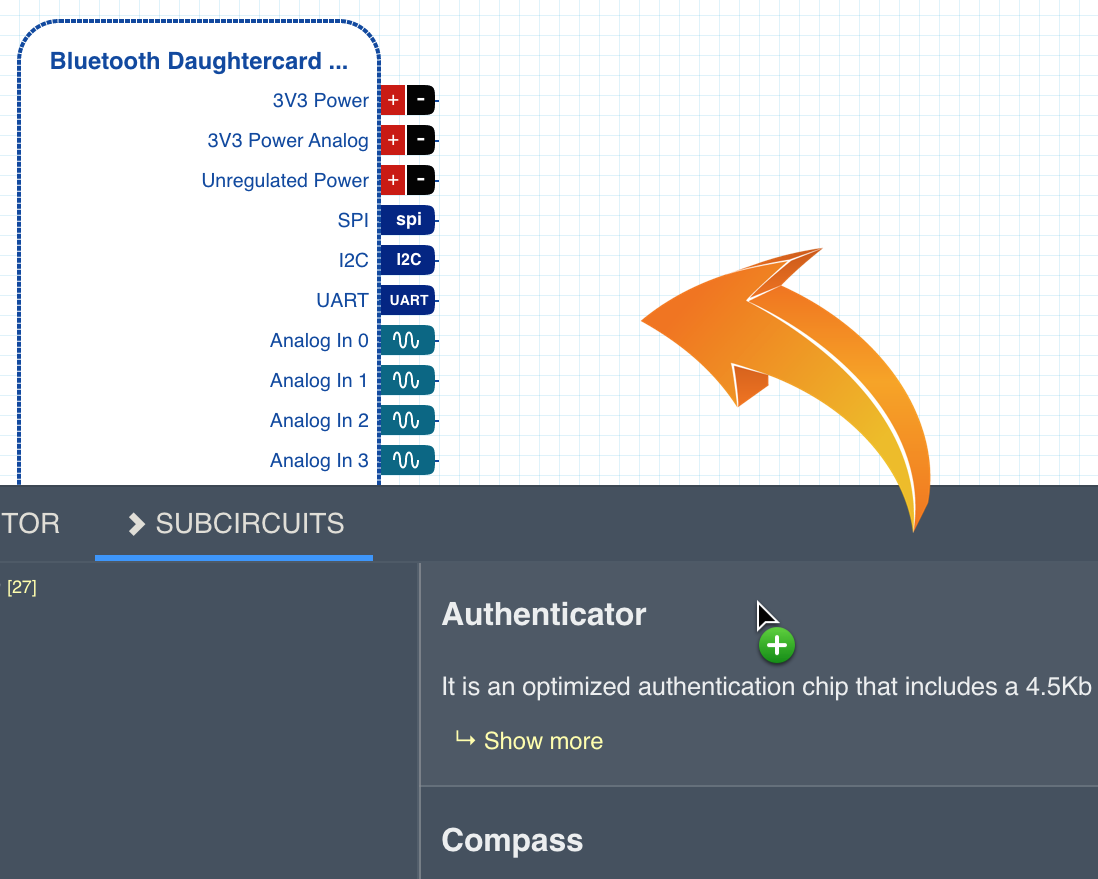 Bluetooth Daughtercard ...
3V3 Power + -
3V3 Power Analog + -
Unregulated Power + -
SPI spi
I2C I2C
UART UART
Analog In 0
Analog In 1
Analog In 2
Analog In 3
TOR SUBCIRCUITS
[27]
Authenticator
It is an optimized authentication chip that includes a 4.5Kb
Show more
Compass